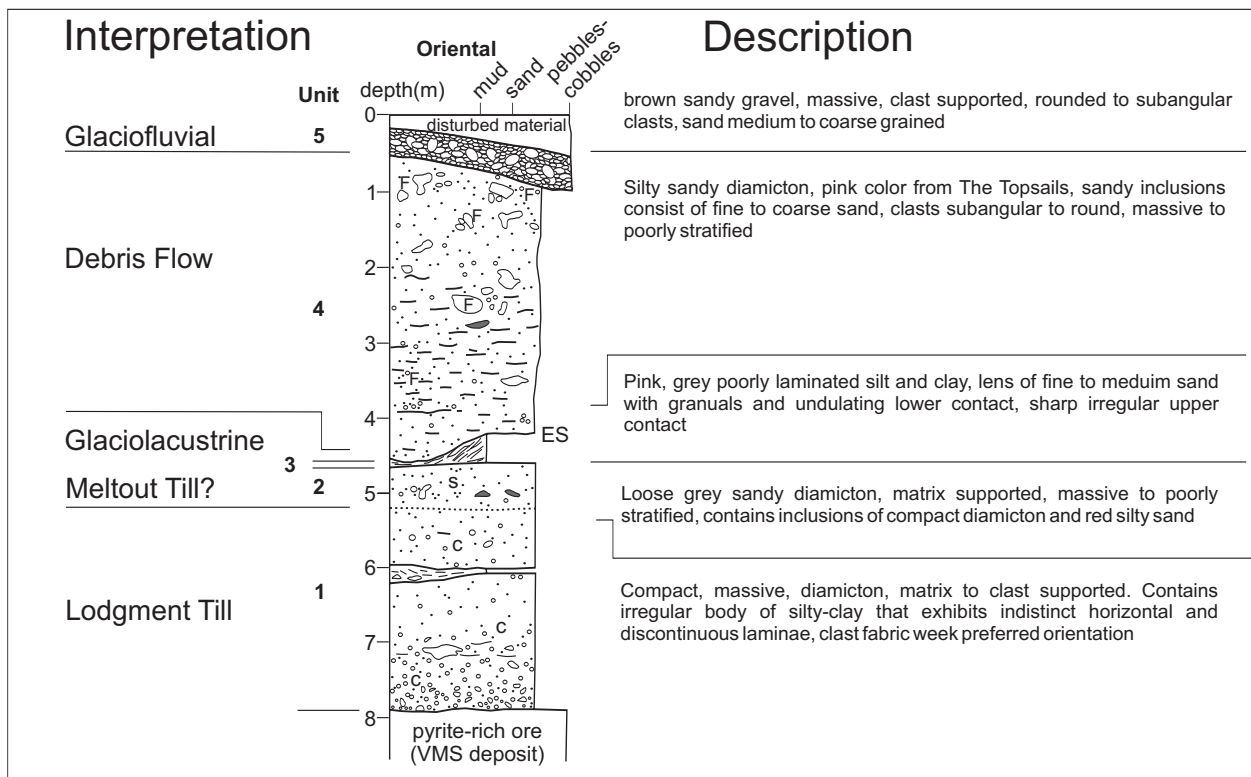 Interpretation
Oriental
Description
mud
sand
pebbles-
cobbles
Unit
depth(m)
0
disturbed material
brown sandy gravel, massive, clast supported, rounded to subangular
clasts, sand medium to coarse grained
Glaciofluvial
5
1
F
F
F
Silty sandy diamicton, pink color from The Topsails, sandy inclusions
consist of fine to coarse sand, clasts subangular to round, massive to
poorly stratified
Debris Flow
2
4
F
3
F
Pink, grey poorly laminated silt and clay, lens of fine to meduim sand
with granuals and undulating lower contact, sharp irregular upper
contact
4
ES
Glaciolacustrine
3
Meltout Till?
2
5
s
Loose grey sandy diamicton, matrix supported, massive to poorly
stratified, contains inclusions of compact diamicton and red silty sand
c
6
1
Lodgment Till
Compact, massive, diamicton, matrix to clast supported. Contains
irregular body of silty-clay that exhibits indistinct horizontal and
discontinuous laminae, clast fabric week preferred orientation
c
7
c
8
pyrite-rich ore
(VMS deposit)